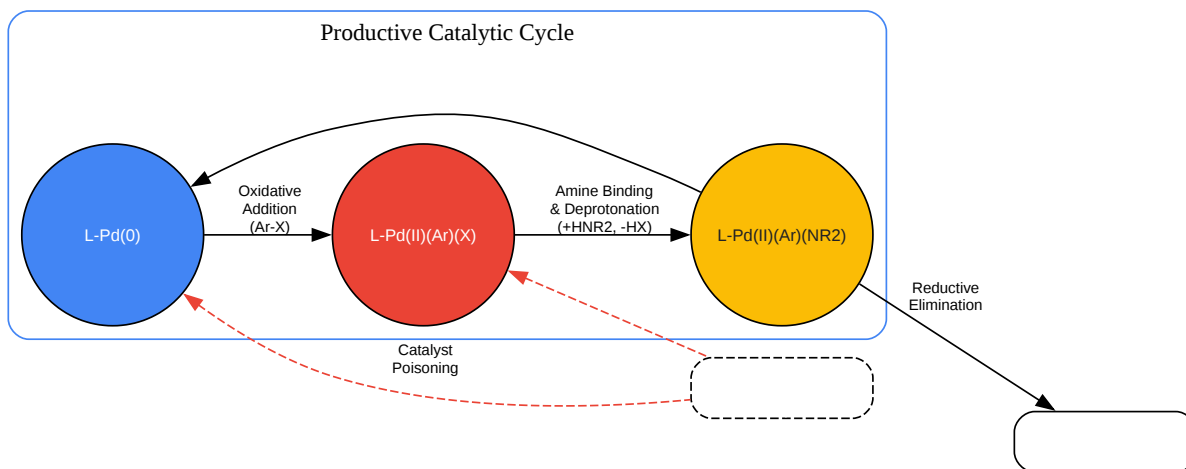 Productive Catalytic Cycle
L-Pd(0)
Oxidative
Addition
(Ar-X)
L-Pd(II)(Ar)(X)
Amine Binding
& Deprotonation
(+HNR2, -HX)
L-Pd(II)(Ar)(NR2)
Reductive
Elimination
Catalyst
Poisoning